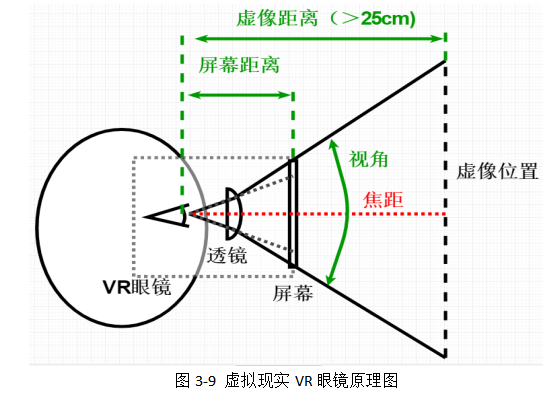 虚像距离（＞25cm)
屏幕距离
视角
虚像位置
焦距
透镜
VR眼镜
屏幕
图 3-9 虚拟现实 VR 眼镜原理图